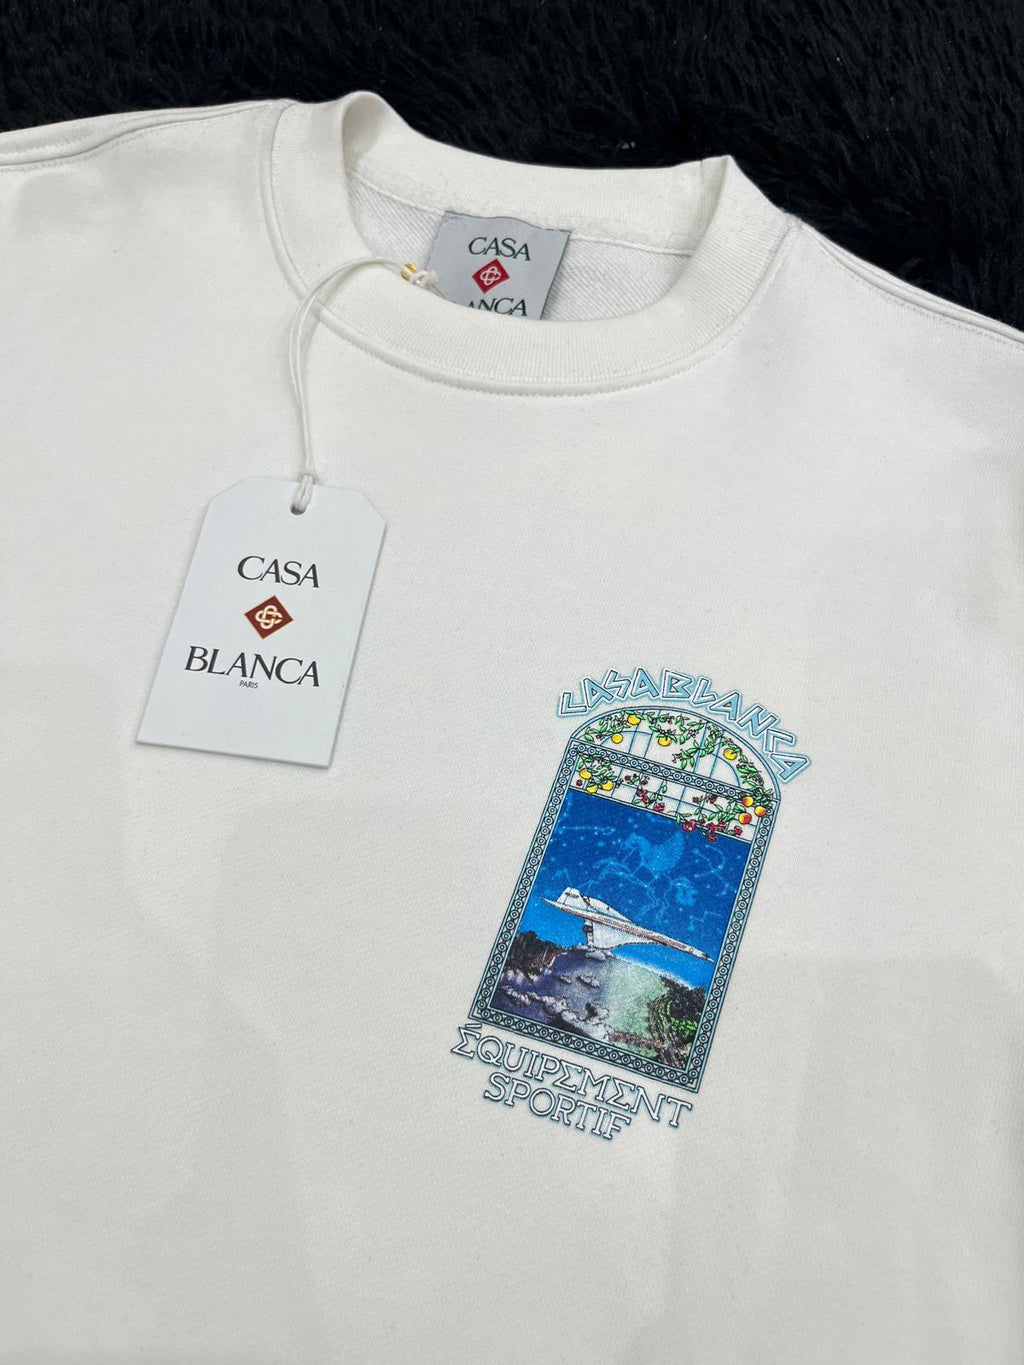 CASA
BLANCA
CASA
BLANCA
PARIS
CASABLANCA
ÉQUIPEMENT
SPORTIF